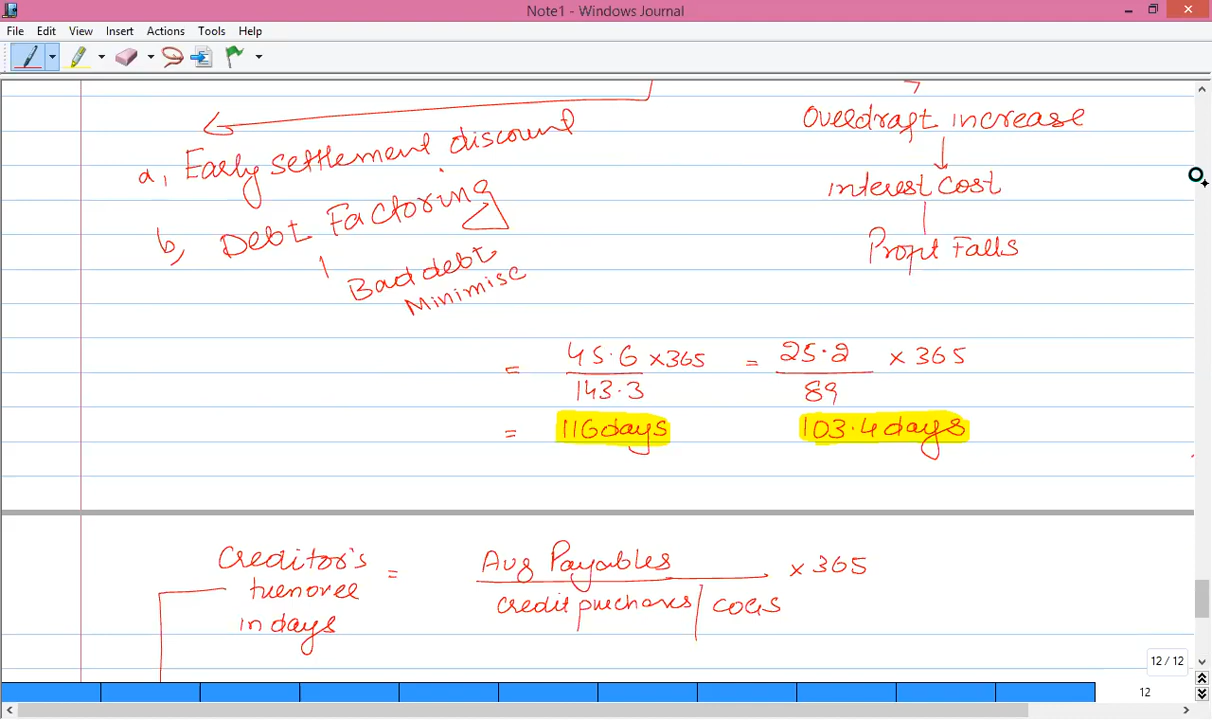 Note1 - Windows Journal
File Edit View Insert Actions Tools Help
Overdraft increase
a, Early settlement discount
Interest Cost
b, Debt Factoring
Profit Falls
Bad debt
Minimise
= 45.6 x365 = 25.2 x 365
143.3 89
= 116days 103.4 days
Creditor's = Avg Payables x 365
turnover credit purchases | COGS
in days
12 / 12
12